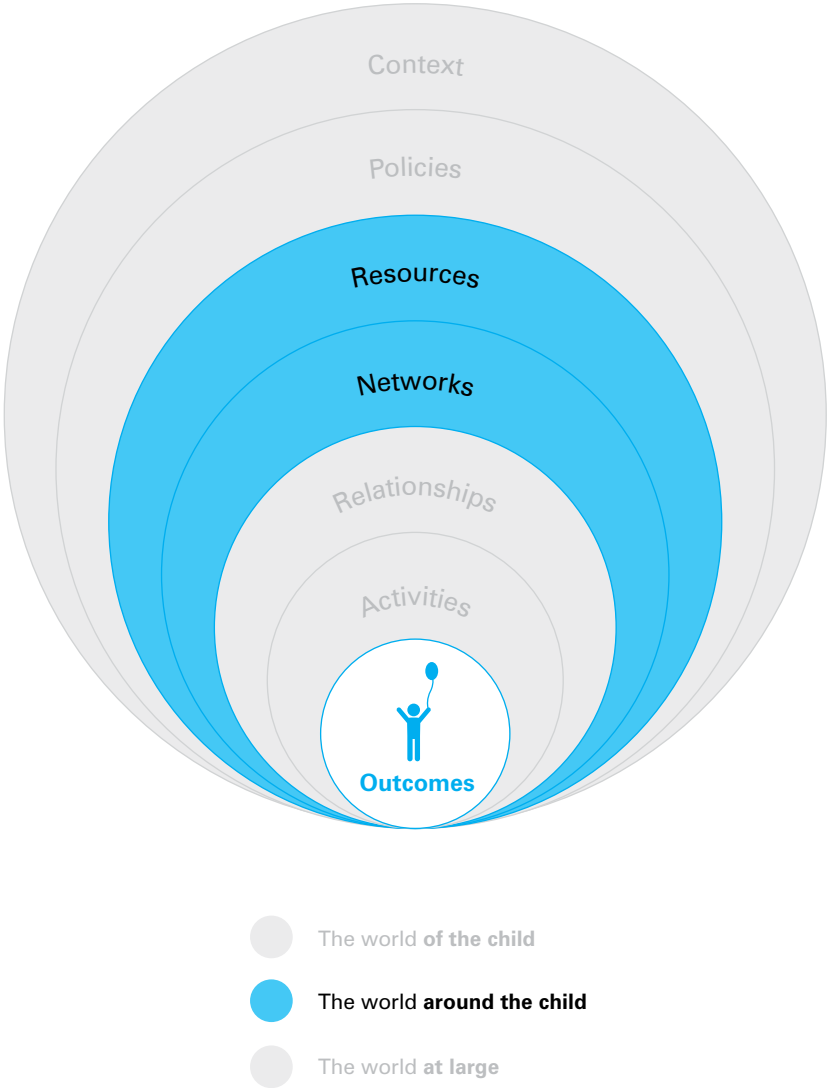 Context
Policies
Resources
Networks
Relationships
Activities
Outcomes
The world of the child
The world around the child
The world at large